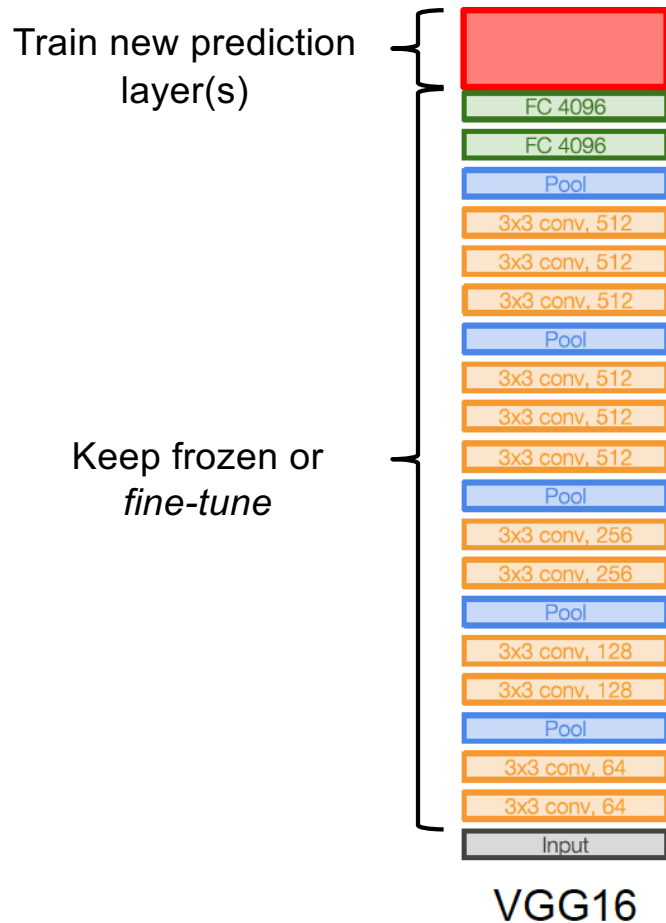 Train new prediction
layer(s)
FC 4096
FC 4096
Pool
3x3 conv, 512
3x3 conv, 512
3x3 conv, 512
Pool
3x3 conv, 512
3x3 conv, 512
3x3 conv, 512
Keep frozen or
fine-tune
Pool
3x3 conv, 256
3x3 conv, 256
Pool
3x3 conv, 128
3x3 conv, 128
Pool
3x3 conv, 64
3x3 conv, 64
Input
VGG16